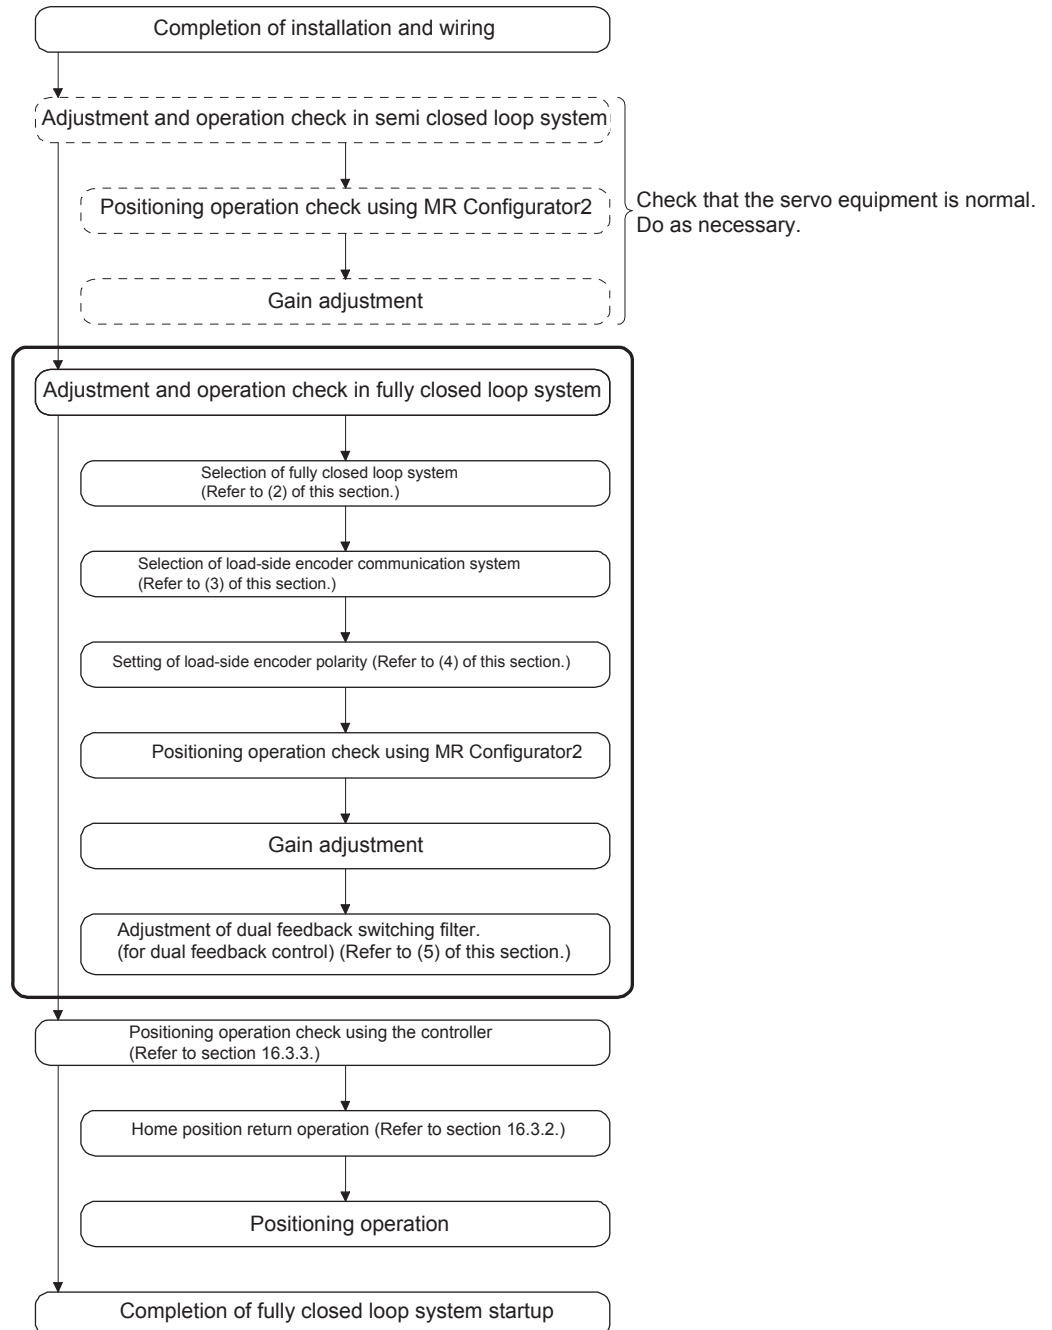 Completion of installation and wiring
Adjustment and operation check in semi closed loop system
Positioning operation check using MR Configurator2
Check that the servo equipment is normal.
Do as necessary.
Gain adjustment
Adjustment and operation check in fully closed loop system
Selection of fully closed loop system
(Refer to (2) of this section.)
Selection of load-side encoder communication system
(Refer to (3) of this section.)
Setting of load-side encoder polarity (Refer to (4) of this section.)
Positioning operation check using MR Configurator2
Gain adjustment
Adjustment of dual feedback switching filter.
(for dual feedback control) (Refer to (5) of this section.)
Positioning operation check using the controller
(Refer to section 16.3.3.)
Home position return operation (Refer to section 16.3.2.)
Positioning operation
Completion of fully closed loop system startup